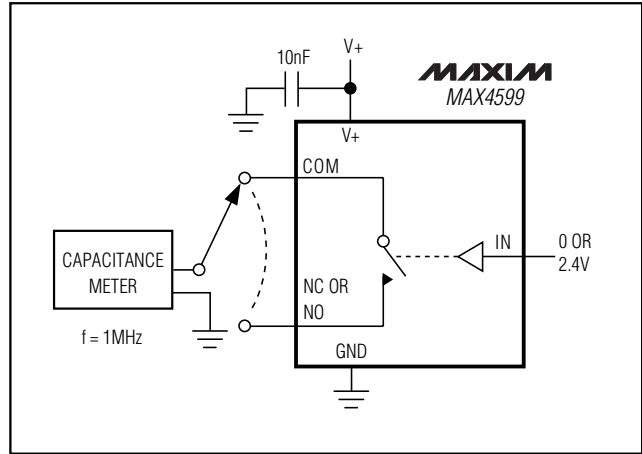 10nF
V+
MAXIM
MAX4599
V+
COM
CAPACITANCE
METER
f = 1MHz
NC OR
NO
IN
0 OR
2.4V
GND